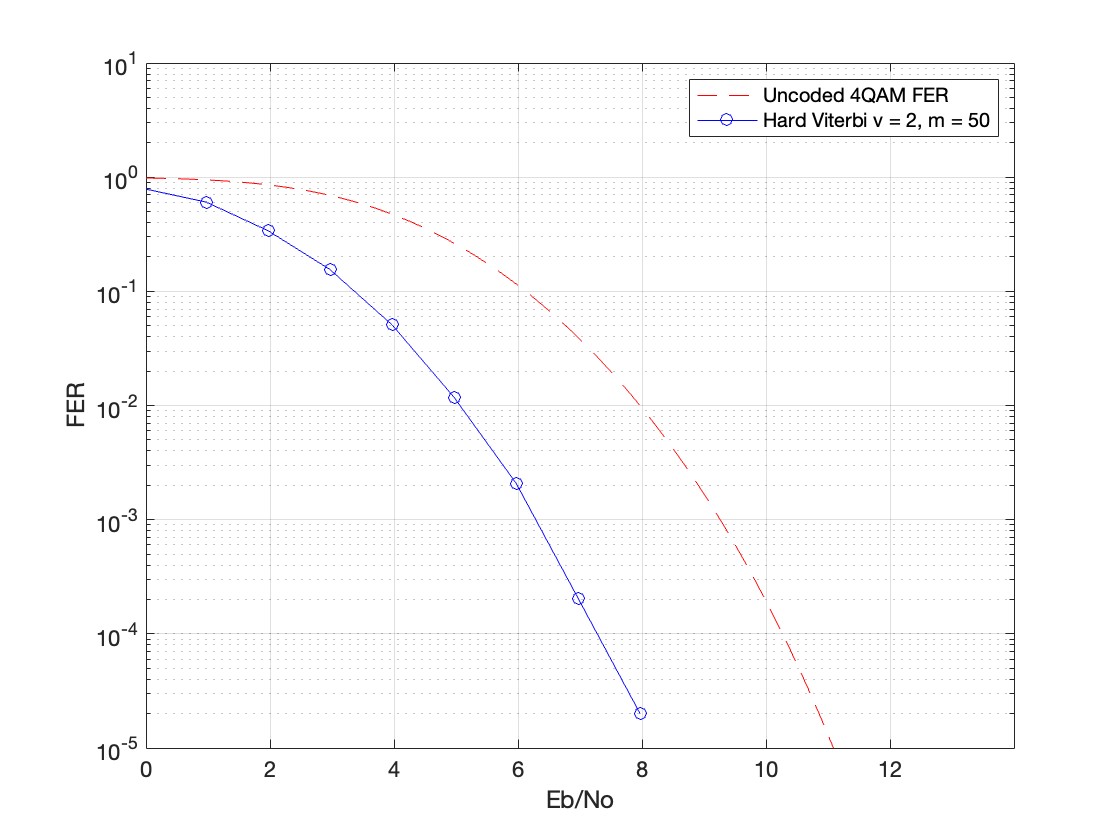 10^1
10^0
10^-1
10^-2
10^-3
10^-4
10^-5
FER
Uncoded 4QAM FER
Hard Viterbi v = 2, m = 50
0 2 4 6 8 10 12
Eb/No